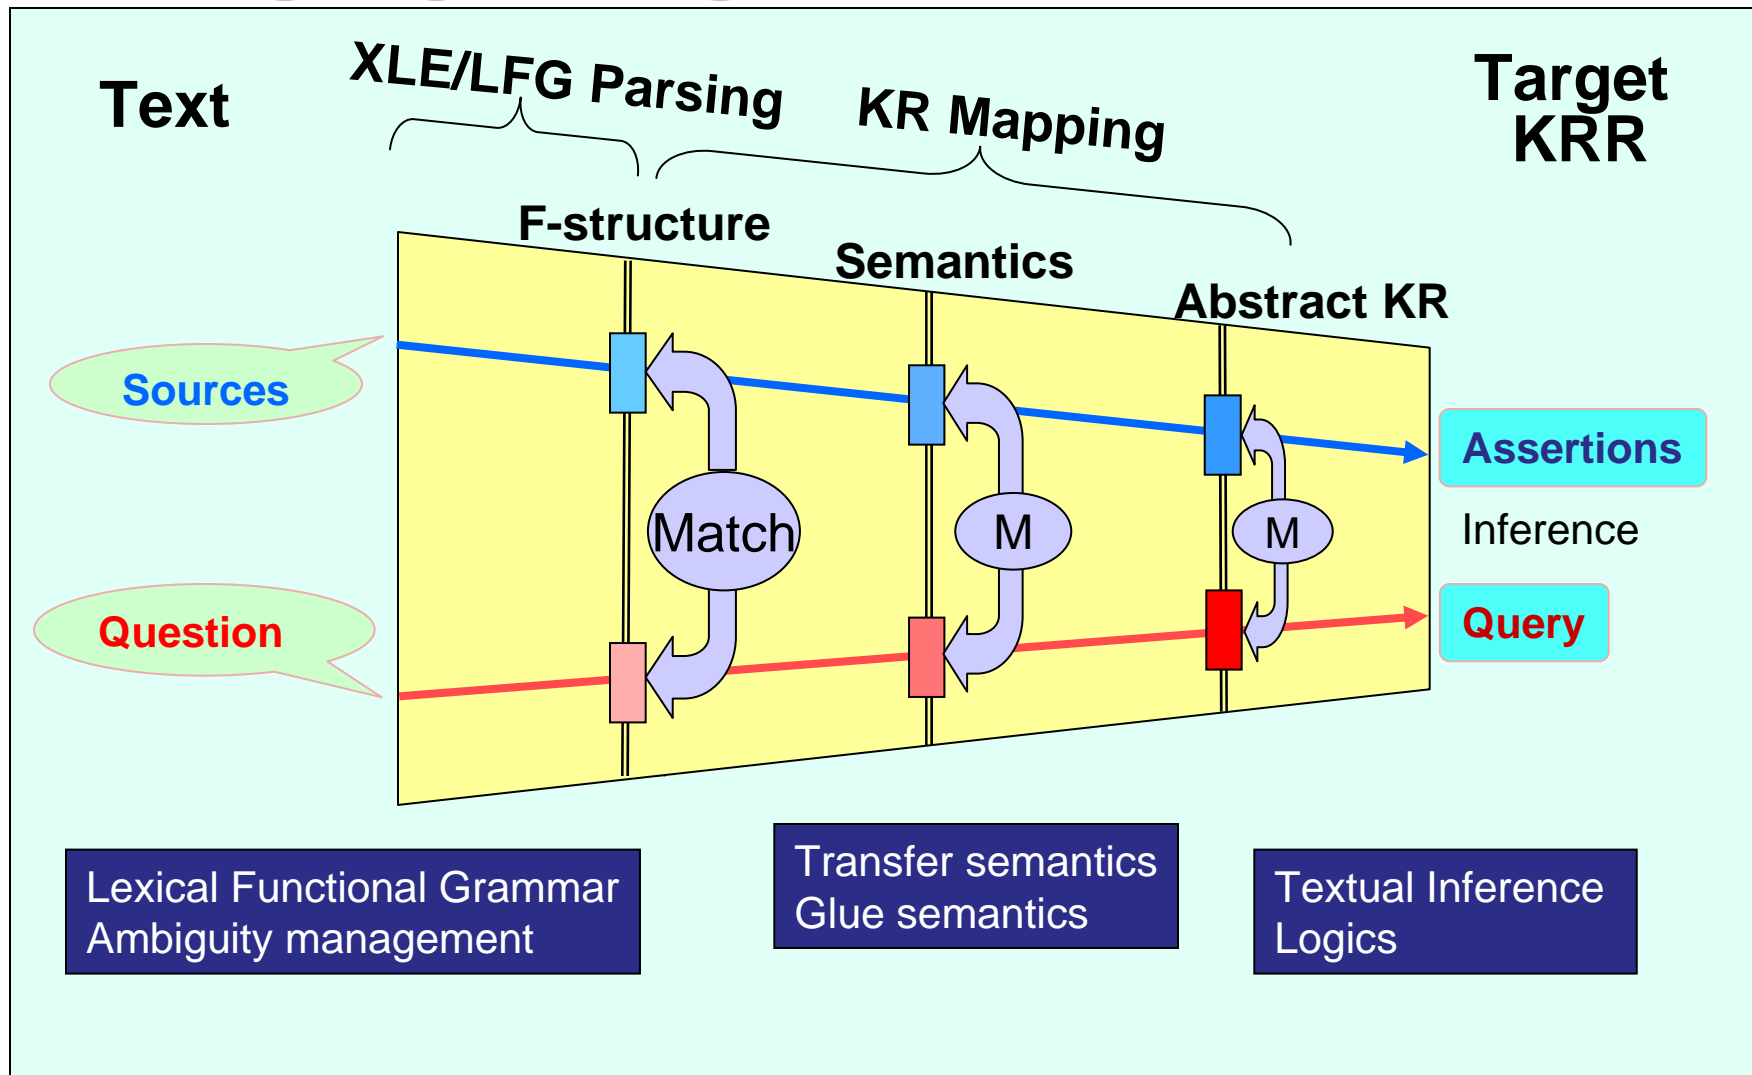 Text
XLE/LFG Parsing
KR Mapping
Target
KRR
F-structure
Semantics
Abstract KR
Sources
Assertions
Match
M
M
Inference
Question
Query
Lexical Functional Grammar
Ambiguity management
Transfer semantics
Glue semantics
Textual Inference
Logics